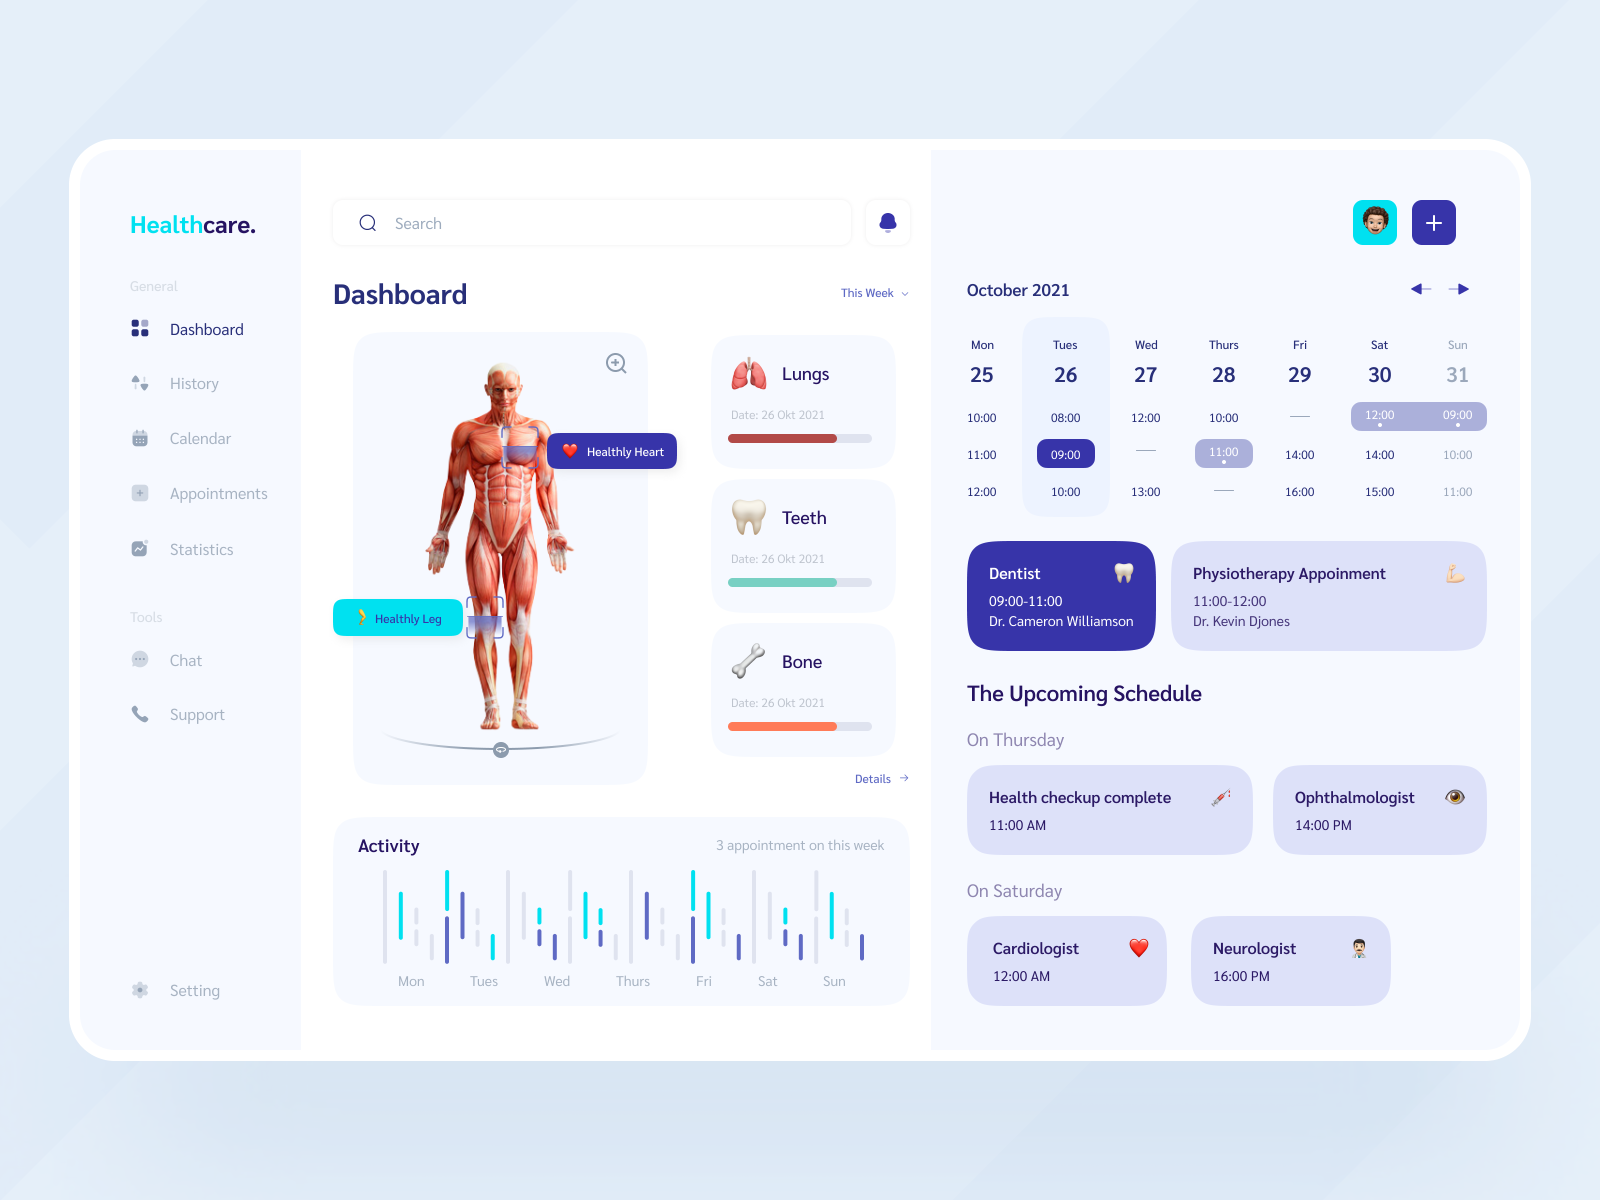 Healthcare.
General
Dashboard
History
Calendar
Appointments
Statistics
Tools
Chat
Support
Setting
Search
Dashboard
This Week
Healthly Heart
Healthly Leg
Lungs
Date: 26 Okt 2021
Teeth
Date: 26 Okt 2021
Bone
Date: 26 Okt 2021
Details
Activity
3 appointment on this week
Mon Tues Wed Thurs Fri Sat Sun
October 2021
Mon Tues Wed Thurs Fri Sat Sun
25 26 27 28 29 30 31
10:00 08:00 12:00 10:00 — 12:00 09:00
11:00 09:00 — 11:00 14:00 14:00 10:00
12:00 10:00 13:00 — 16:00 15:00 11:00
Dentist
09:00-11:00
Dr. Cameron Williamson
Physiotherapy Appoinment
11:00-12:00
Dr. Kevin Djones
The Upcoming Schedule
On Thursday
Health checkup complete
11:00 AM
Ophthalmologist
14:00 PM
On Saturday
Cardiologist
12:00 AM
Neurologist
16:00 PM